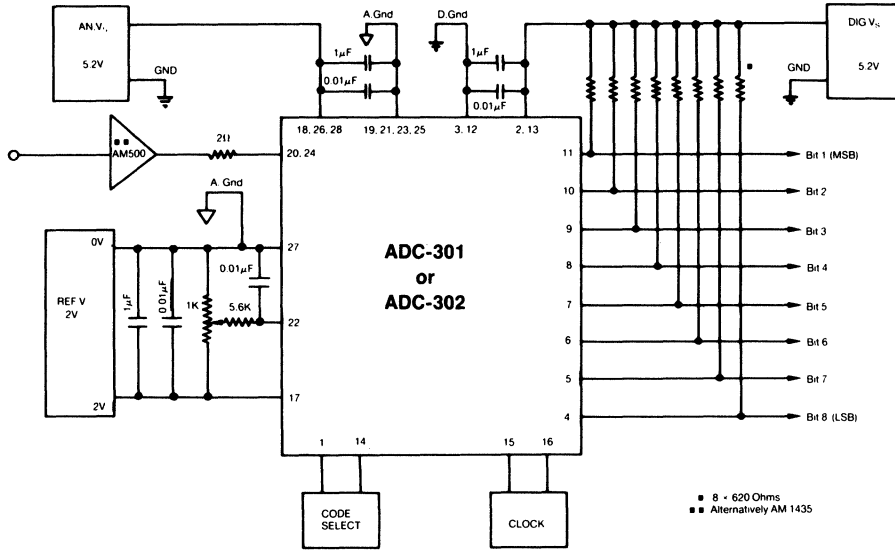 AN.V
5.2V
GND
A.Gnd
1µF
0.01µF
D.Gnd
1µF
0.01µF
DIG VS
5.2V
GND
18, 26, 28
19, 21, 23, 25
3, 12
2, 13
AM500
2Ω
20, 24
A. Gnd
REF V
2V
0V
2V
1µF
0.01µF
1K
5.6K
0.01µF
27
22
17
ADC-301
or
ADC-302
11
10
9
8
7
6
5
4
Bit 1 (MSB)
Bit 2
Bit 3
Bit 4
Bit 5
Bit 6
Bit 7
Bit 8 (LSB)
1
14
15
16
CODE
SELECT
CLOCK
■ 8 × 620 Ohms
■ ■ Alternatively AM 1435